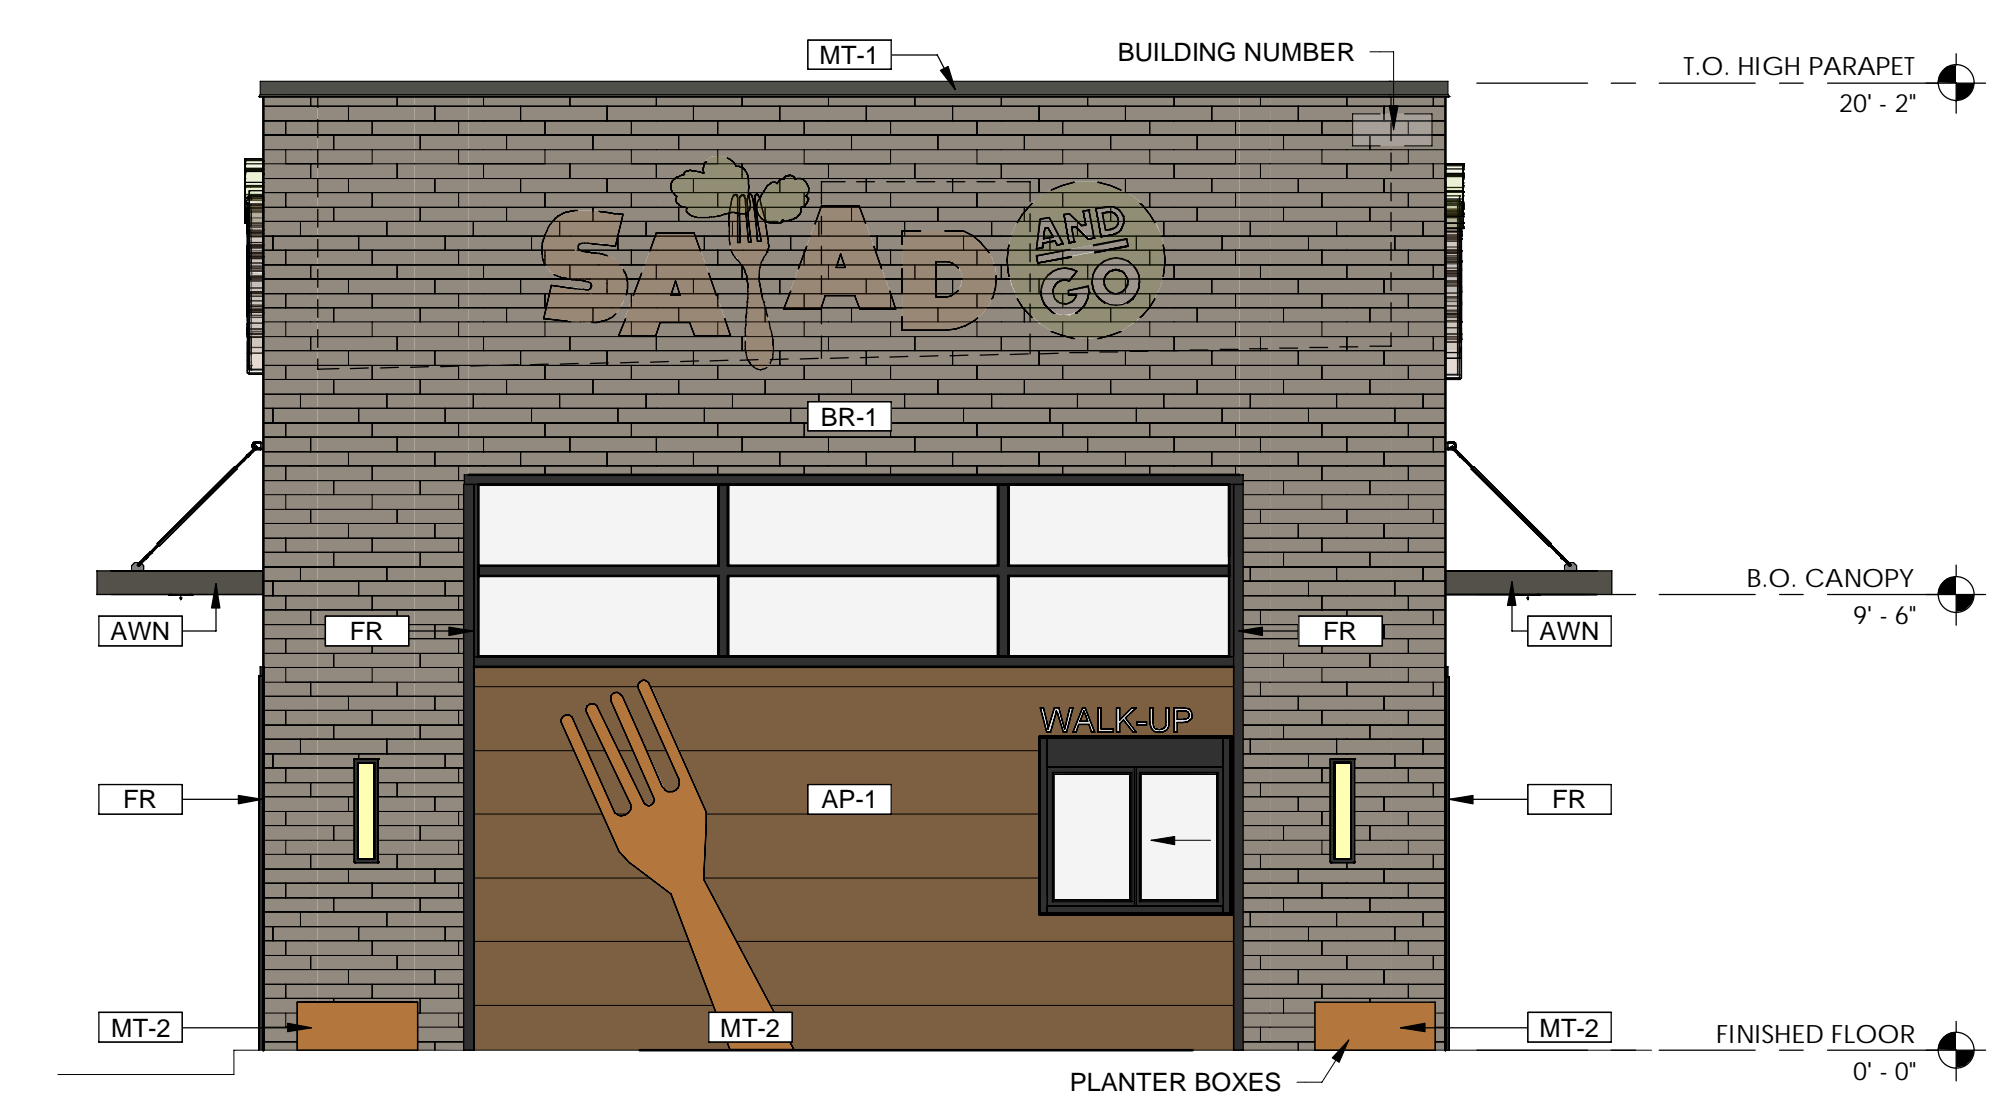 MT-1
BUILDING NUMBER
T.O. HIGH PARAPET
20' - 2"
SALAD
AND
GO
BR-1
B.O. CANOPY
9' - 6"
AWN
FR
FR
AWN
WALK-UP
FR
AP-1
FR
MT-2
MT-2
MT-2
FINISHED FLOOR
0' - 0"
PLANTER BOXES